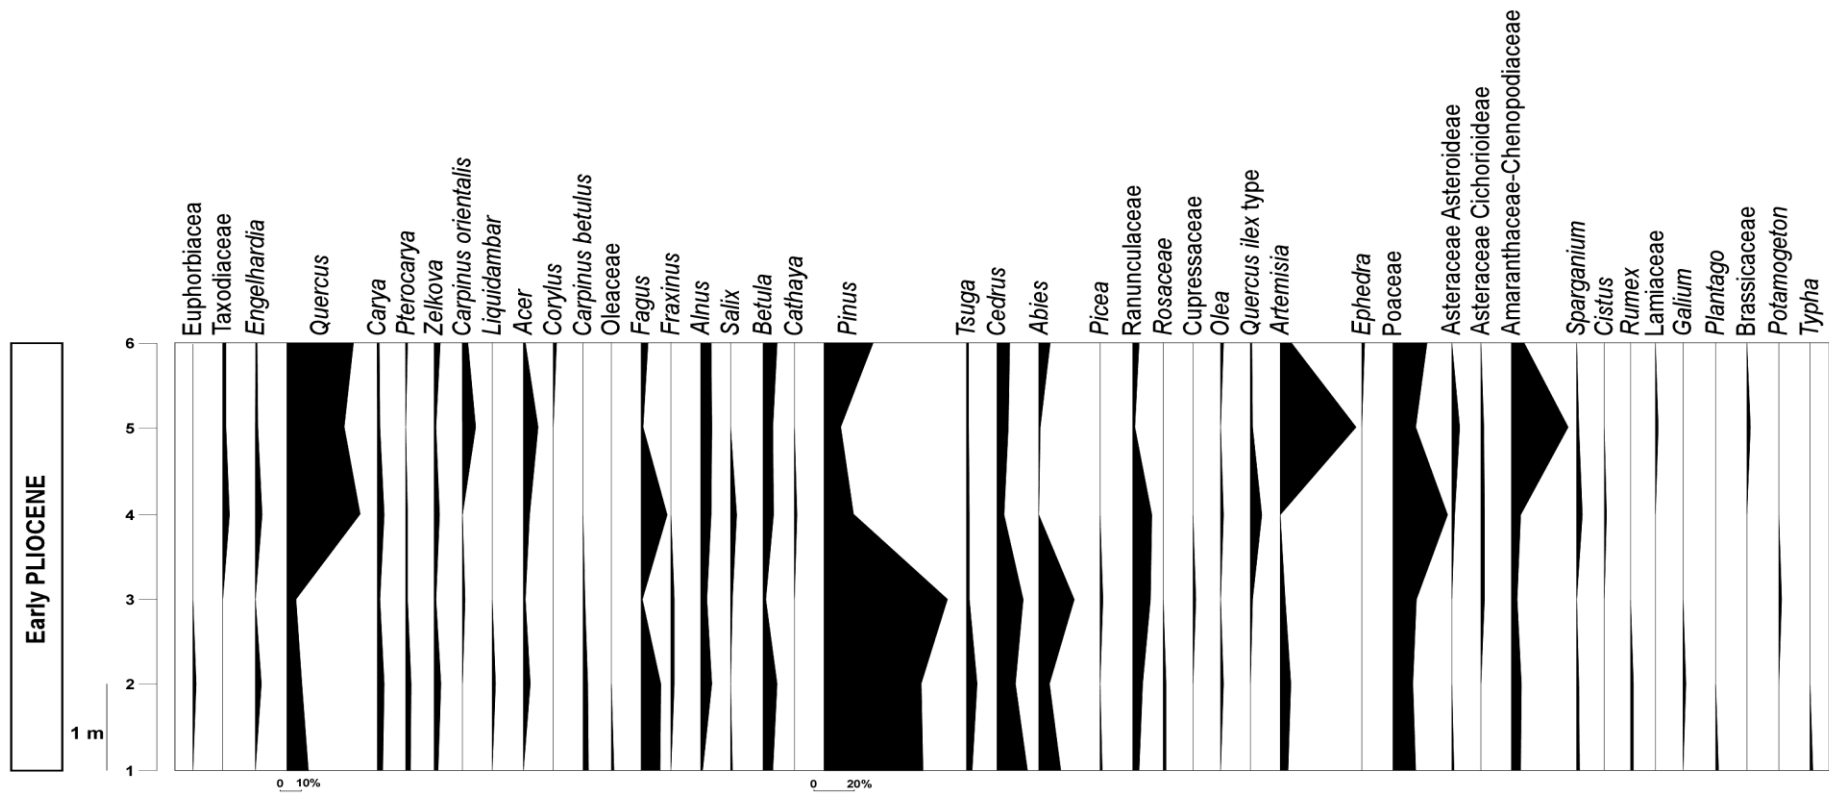 Euphorbiacea
Taxodiaceae
Engelhardia
Quercus
Carya
Pterocarya
Zelkova
Carpinus orientalis
Liquidambar
Acer
Corylus
Carpinus betulus
Oleaceae
Fagus
Fraxinus
Alnus
Salix
Betula
Cathaya
Pinus
Tsuga
Cedrus
Abies
Picea
Ranunculaceae
Rosaceae
Cupressaceae
Olea
Quercus ilex type
Artemisia
Ephedra
Poaceae
Asteraceae Asteroideae
Asteraceae Cichorioideae
Amaranthaceae-Chenopodiaceae
Sparganium
Cistus
Rumex
Lamiaceae
Galium
Plantago
Brassicaceae
Potamogeton
Typha
Early PLIOCENE
6
5
4
3
2
1 m
1
0 10%
0 20%